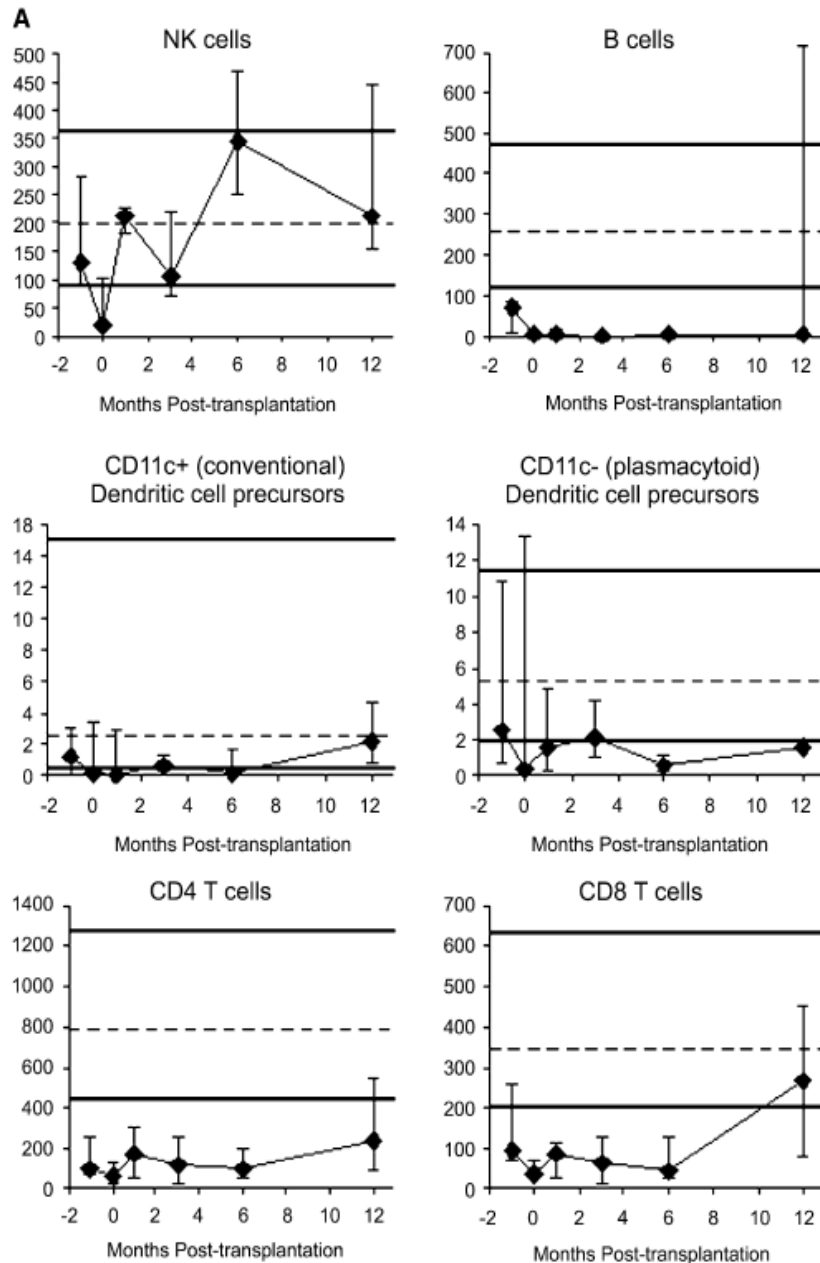 A
NK cells
500
450
400
350
300
250
200
150
100
50
0
-2 0 2 4 6 8 10 12
Months Post-transplantation
B cells
700
600
500
400
300
200
100
0
-2 0 2 4 6 8 10 12
Months Post-transplantation
CD11c+ (conventional)
Dendritic cell precursors
18
16
14
12
10
8
6
4
2
0
-2 0 2 4 6 8 10 12
Months Post-transplantation
CD11c- (plasmacytoid)
Dendritic cell precursors
14
12
10
8
6
4
2
0
-2 0 2 4 6 8 10 12
Months Post-transplantation
CD4 T cells
1400
1200
1000
800
600
400
200
0
-2 0 2 4 6 8 10 12
Months Post-transplantation
CD8 T cells
700
600
500
400
300
200
100
0
-2 0 2 4 6 8 10 12
Months Post-transplantation